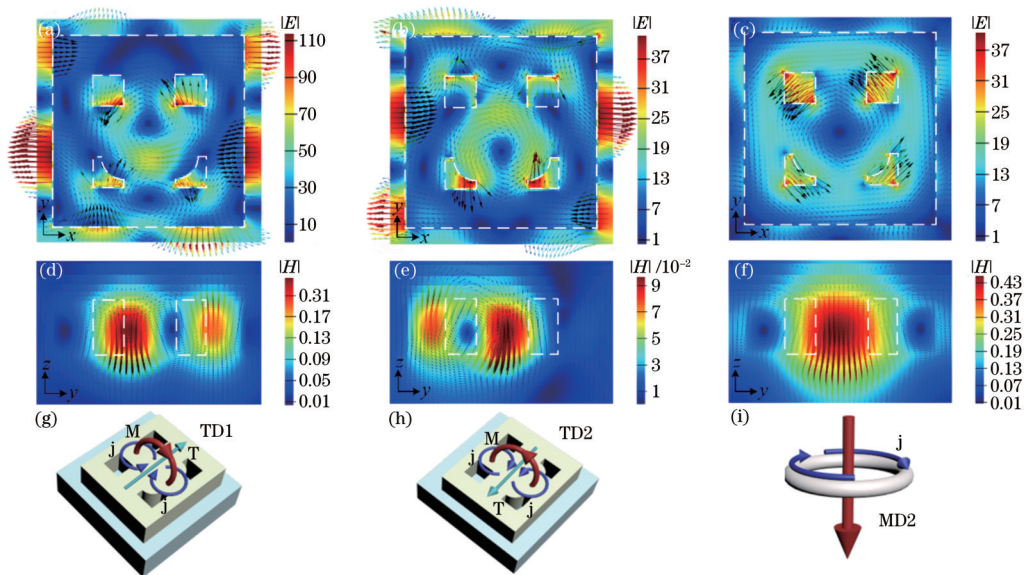 (a)
|E|
110
90
70
50
30
10
y
x
(b)
|E|
37
31
25
19
13
7
1
y
x
(c)
|E|
37
31
25
19
13
7
1
y
x
(d)
|H|
0.31
0.17
0.13
0.09
0.05
0.01
z
y
(e)
|H| /10⁻²
9
7
5
3
1
z
y
(f)
|H|
0.43
0.37
0.31
0.25
0.19
0.13
0.07
0.01
z
y
(g)
TD1
M
j
T
j
(h)
TD2
M
j
T
j
(i)
j
MD2